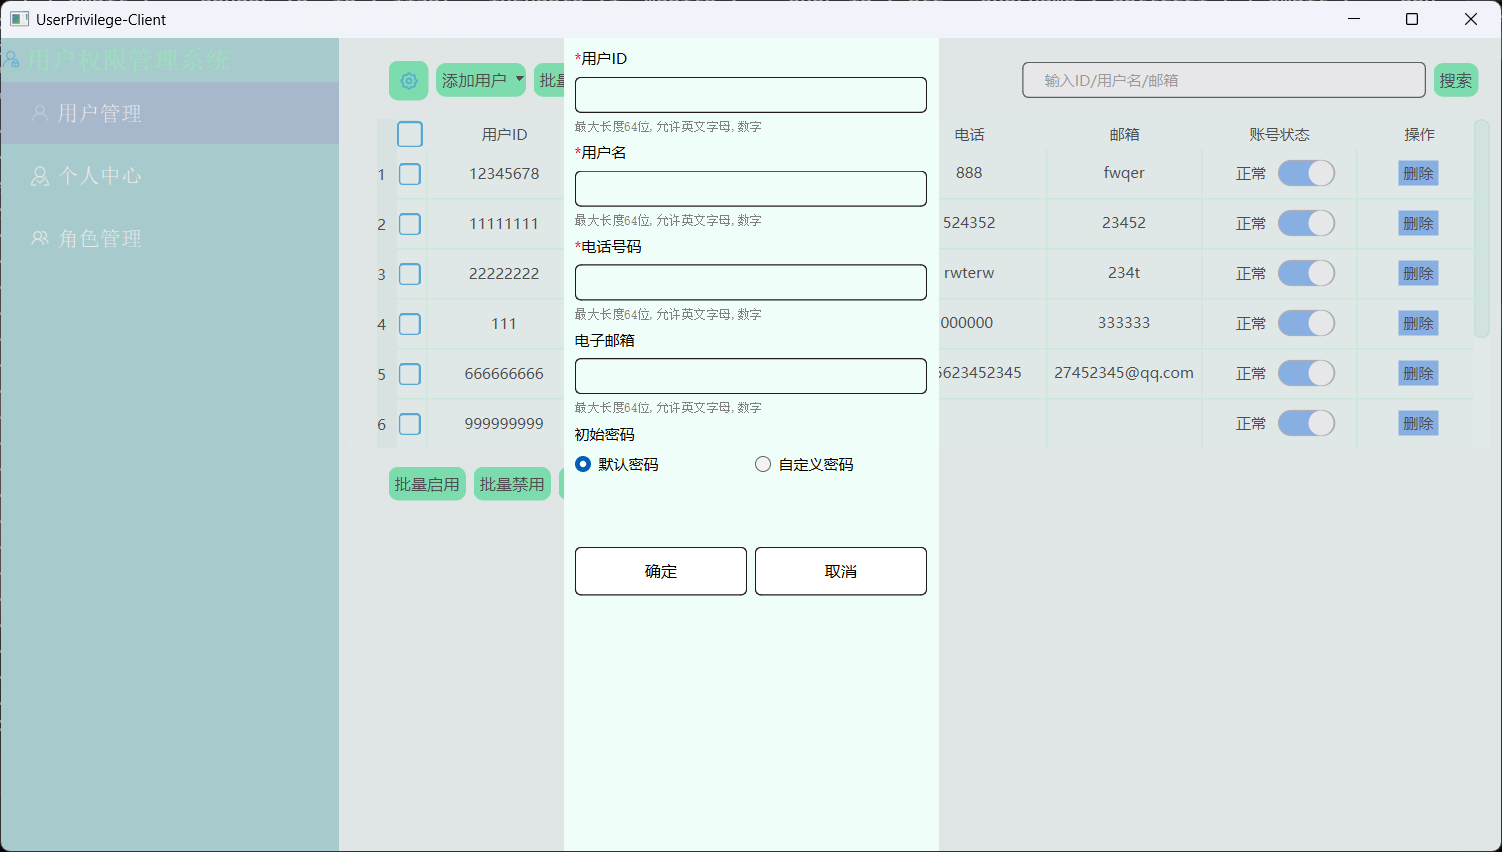 UserPrivilege-Client
用户权限管理系统
用户管理
个人中心
角色管理
添加用户
批量
输入ID/用户名/邮箱
搜索
用户ID 电话 邮箱 账号状态 操作
1 12345678 888 fwqer 正常 删除
2 11111111 524352 23452 正常 删除
3 22222222 rwterw 234t 正常 删除
4 111 000000 333333 正常 删除
5 666666666 5623452345 27452345@qq.com 正常 删除
6 999999999 正常 删除
批量启用 批量禁用
*用户ID
最大长度64位, 允许英文字母, 数字
*用户名
最大长度64位, 允许英文字母, 数字
*电话号码
最大长度64位, 允许英文字母, 数字
电子邮箱
最大长度64位, 允许英文字母, 数字
初始密码
默认密码 自定义密码
确定 取消